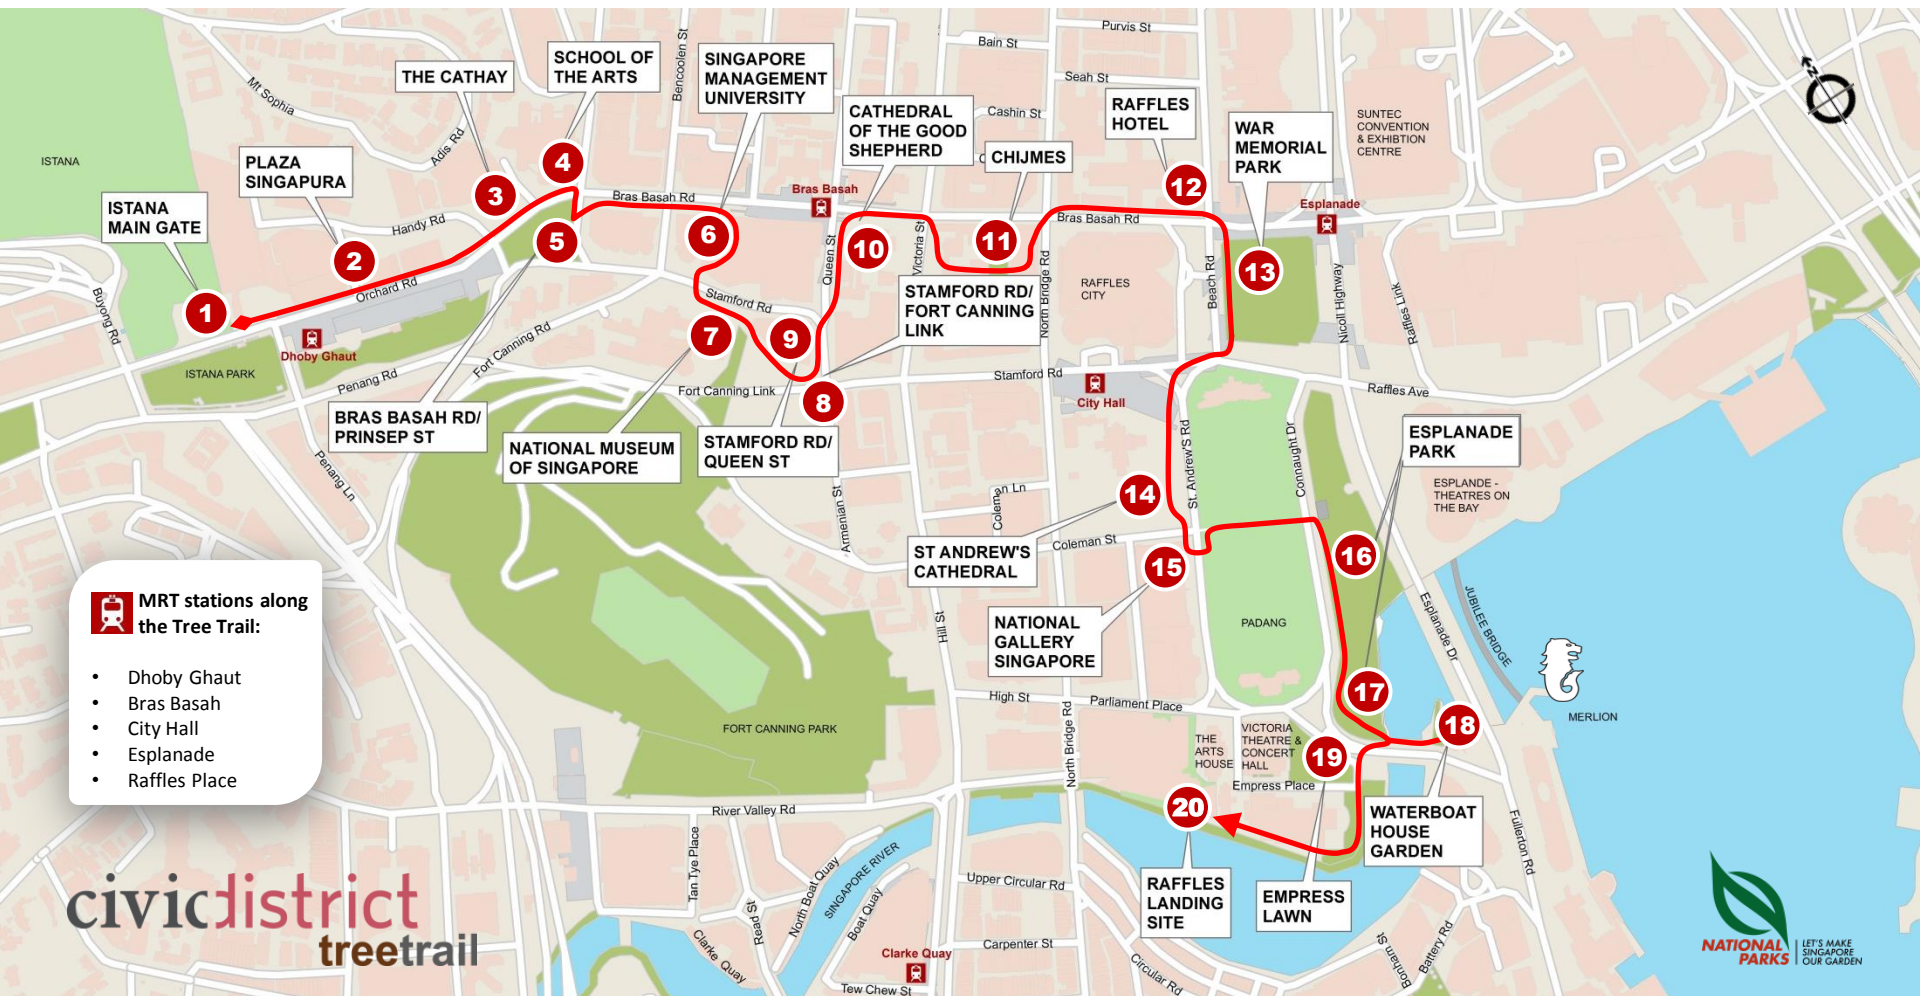 Purvis St
Bain St
Seah St
Cashin St
Bencoolen St
Mt Sophia
Adis Rd
THE CATHAY
SCHOOL OF
THE ARTS
SINGAPORE
MANAGEMENT
UNIVERSITY
CATHEDRAL
OF THE GOOD
SHEPHERD
CHIJMES
RAFFLES
HOTEL
WAR
MEMORIAL
PARK
SUNTEC
CONVENTION
& EXHIBTION
CENTRE
N
ISTANA
PLAZA
SINGAPURA
ISTANA
MAIN GATE
Handy Rd
Bras Basah Rd
Bras Basah
Bras Basah Rd
Esplanade
1
2
3
4
5
6
7
8
9
10
11
12
13
14
15
16
17
18
19
20
Orchard Rd
Buyong Rd
Dhoby Ghaut
ISTANA PARK
Penang Rd
Fort Canning Rd
Stamford Rd
Queen St
Victoria St
North Bridge Rd
RAFFLES
CITY
Beach Rd
Nicoll Highway
Raffles Link
STAMFORD RD/
FORT CANNING
LINK
Fort Canning Link
Stamford Rd
City Hall
Raffles Ave
BRAS BASAH RD/
PRINSEP ST
NATIONAL MUSEUM
OF SINGAPORE
STAMFORD RD/
QUEEN ST
Penang Ln
Armenian St
Coleman Ln
Coleman St
St. Andrew'S Rd
Connaught Dr
ESPLANADE
PARK
ESPLANDE -
THEATRES ON
THE BAY
ST ANDREW'S
CATHEDRAL
NATIONAL
GALLERY
SINGAPORE
PADANG
Esplanade Dr
JUBILEE BRIDGE
MERLION
Hill St
High St
Parliament Place
North Bridge Rd
FORT CANNING PARK
THE
ARTS
HOUSE
VICTORIA
THEATRE &
CONCERT
HALL
Empress Place
WATERBOAT
HOUSE
GARDEN
Fullerton Rd
RAFFLES
LANDING
SITE
EMPRESS
LAWN
River Valley Rd
Tan Tye Place
Read St
North Boat Quay
SINGAPORE RIVER
Boat Quay
Clarke Quay
Clarke Quay
Upper Circular Rd
Carpenter St
Circular Rd
Tew Chew St
Bonham St
Battery Rd
MRT stations along
the Tree Trail:
• Dhoby Ghaut
• Bras Basah
• City Hall
• Esplanade
• Raffles Place
civicdistrict
treetrail
NATIONAL
PARKS
LET'S MAKE
SINGAPORE
OUR GARDEN